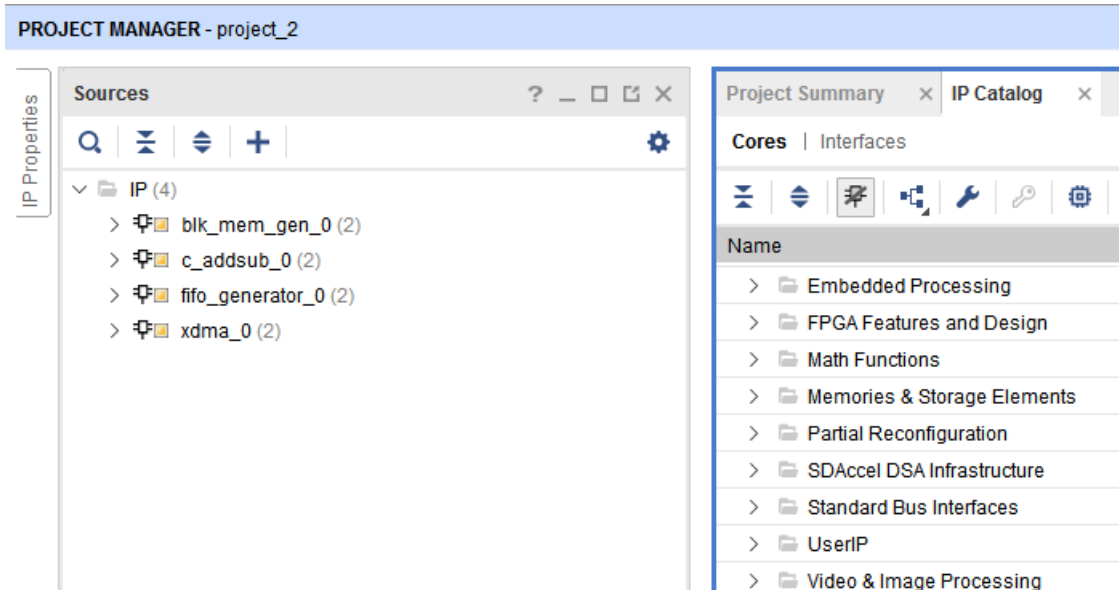 PROJECT MANAGER - project_2
IP Properties
Sources
?
IP (4)
blk_mem_gen_0 (2)
c_addsub_0 (2)
fifo_generator_0 (2)
xdma_0 (2)
Project Summary
IP Catalog
Cores | Interfaces
Name
Embedded Processing
FPGA Features and Design
Math Functions
Memories & Storage Elements
Partial Reconfiguration
SDAccel DSA Infrastructure
Standard Bus Interfaces
UserIP
Video & Image Processing